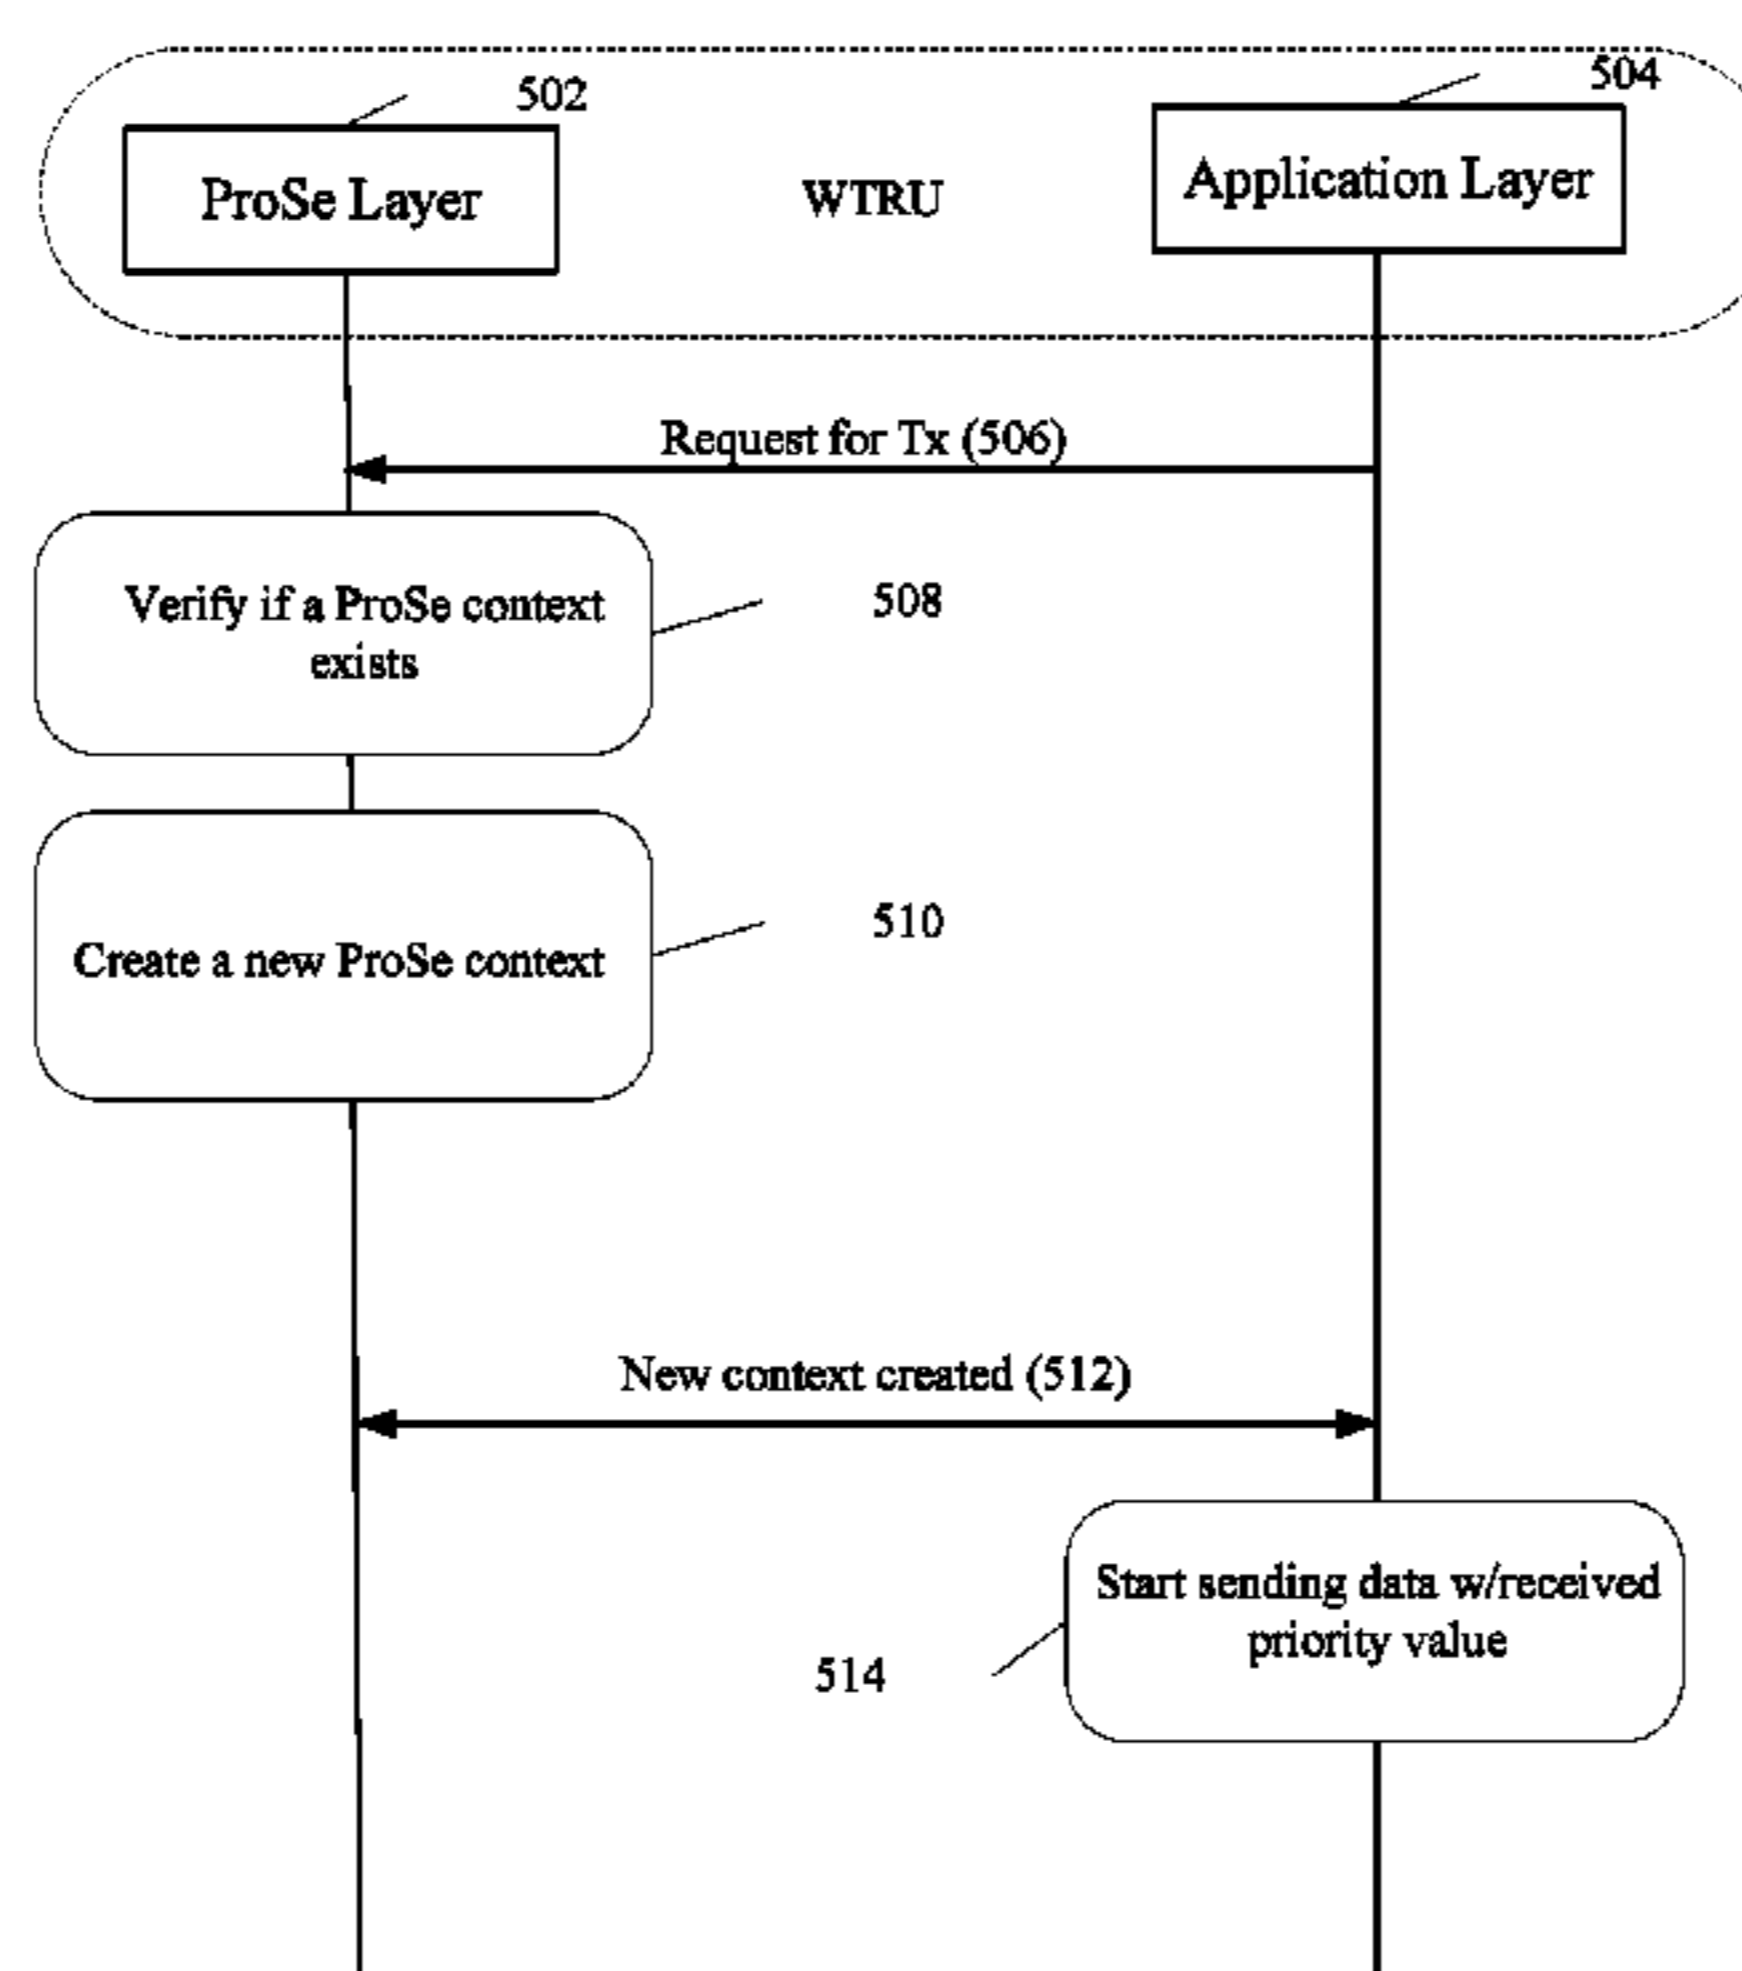 502
504
ProSe Layer
WTRU
Application Layer
Request for Tx (506)
Verify if a ProSe context
exists
508
Create a new ProSe context
510
New context created (512)
Start sending data w/received
priority value
514